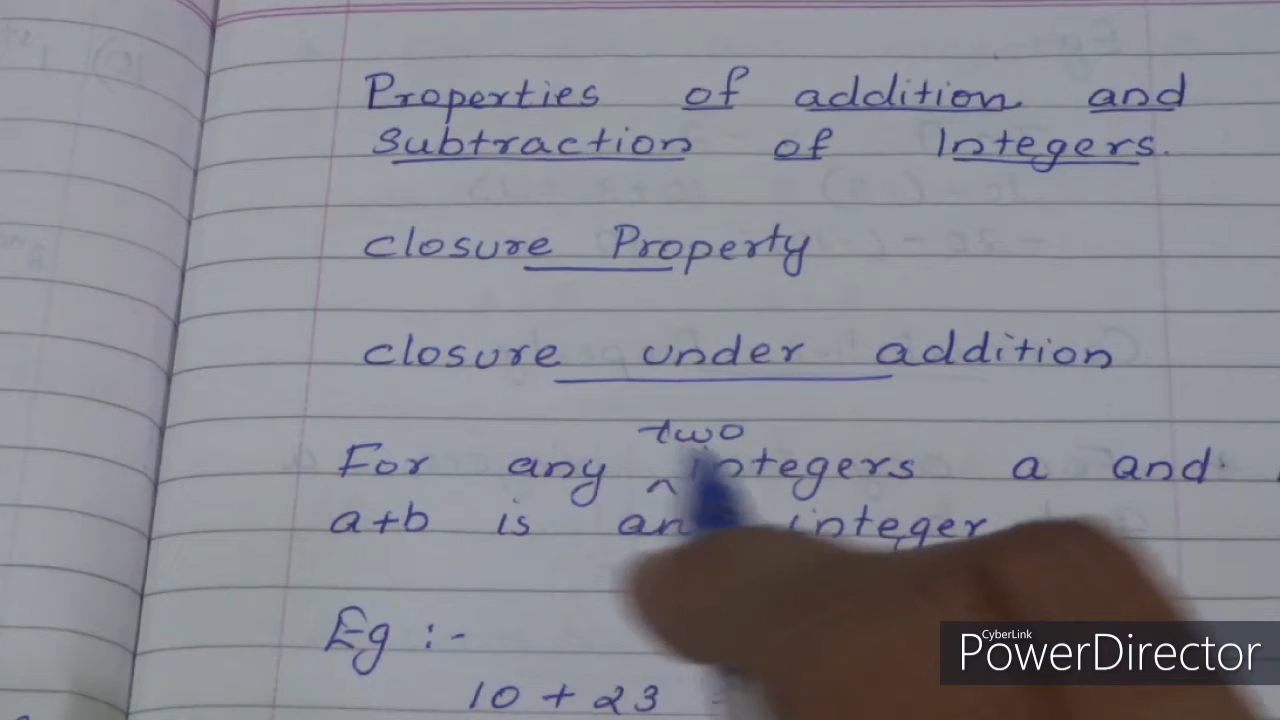 Properties of addition and
Subtraction of Integers.
closure Property
closure under addition
two
For any ^ integers a and
a+b is an integer
Eg :-
10 + 23
CyberLink
PowerDirector